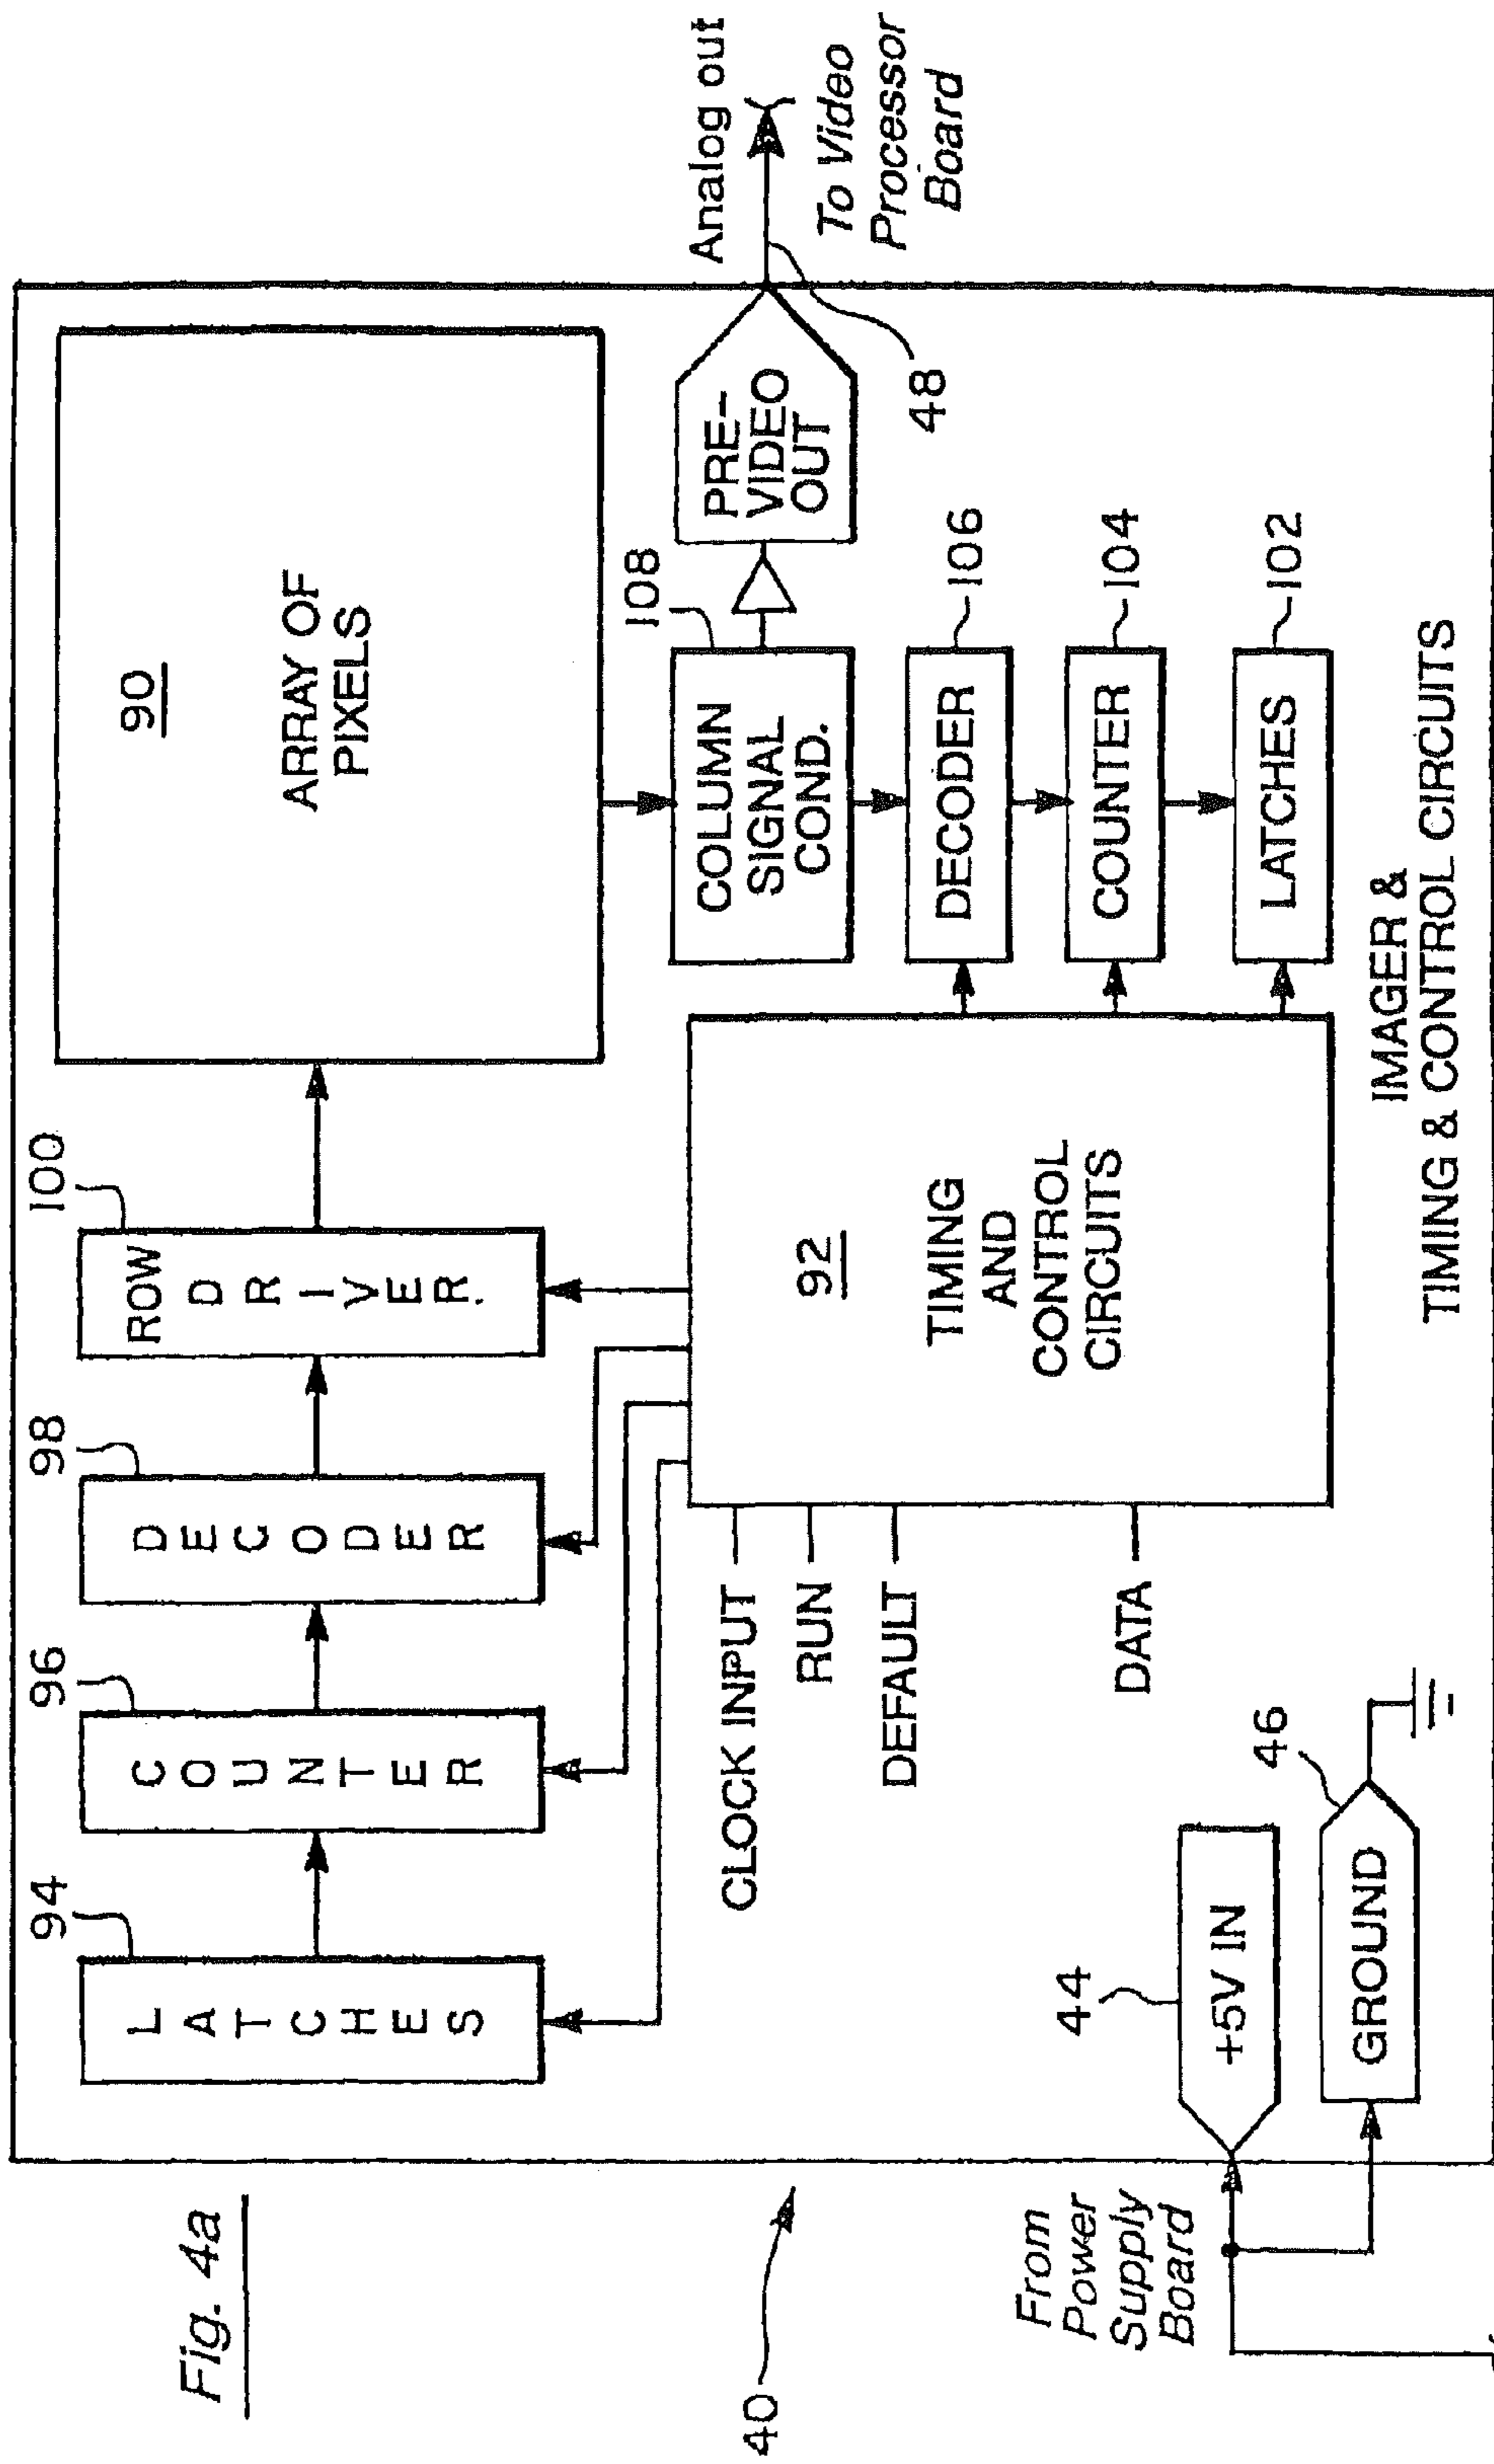 Fig. 4a
94
LATCHES
96
COUNTER
98
DECODER
100
ROW
DRIVER.
90
ARRAY OF
PIXELS
108
COLUMN
SIGNAL
COND.
PRE-
VIDEO
OUT
Analog out
To Video
Processor
Board
48
DECODER
106
COUNTER
104
LATCHES
102
92
TIMING
AND
CONTROL
CIRCUITS
CLOCK INPUT
RUN
DEFAULT
DATA
40
From
Power
Supply
Board
44
+5V IN
46
GROUND
IMAGER &
TIMING & CONTROL CIRCUITS